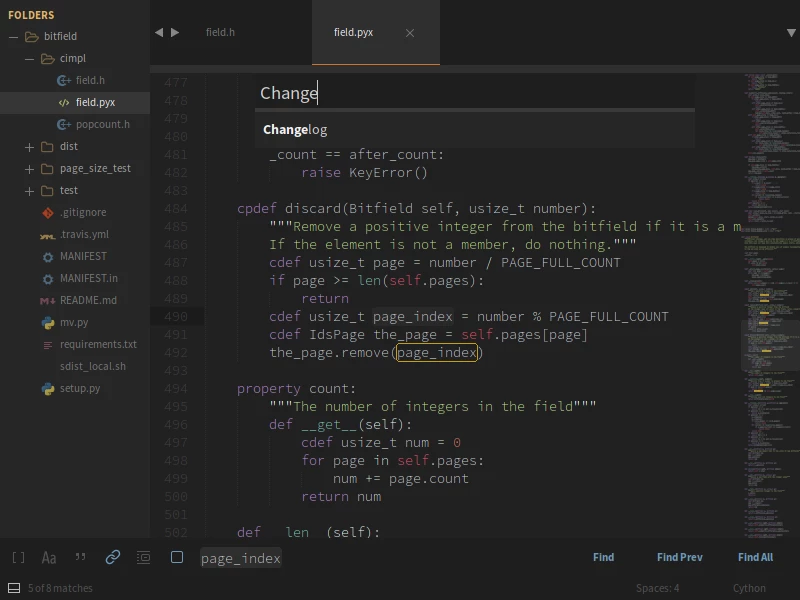 FOLDERS
bitfield
cimpl
field.h
field.pyx
popcount.h
dist
page_size_test
test
.gitignore
.travis.yml
MANIFEST
MANIFEST.in
README.md
mv.py
requirements.txt
sdist_local.sh
setup.py
field.h
field.pyx
Change
Changelog
477
478
479
480
481 _count == after_count:
482 raise KeyError()
483
484 cpdef discard(Bitfield self, usize_t number):
485 """Remove a positive integer from the bitfield if it is a m
486 If the element is not a member, do nothing."""
487 cdef usize_t page = number / PAGE_FULL_COUNT
488 if page >= len(self.pages):
489 return
490 cdef usize_t page_index = number % PAGE_FULL_COUNT
491 cdef IdsPage the_page = self.pages[page]
492 the_page.remove(page_index)
493
494 property count:
495 """The number of integers in the field"""
496 def __get__(self):
497 cdef usize_t num = 0
498 for page in self.pages:
499 num += page.count
500 return num
501
502 def __len__(self):
[ ] Aa ” page_index Find Find Prev Find All
5 of 8 matches Spaces: 4 Cython